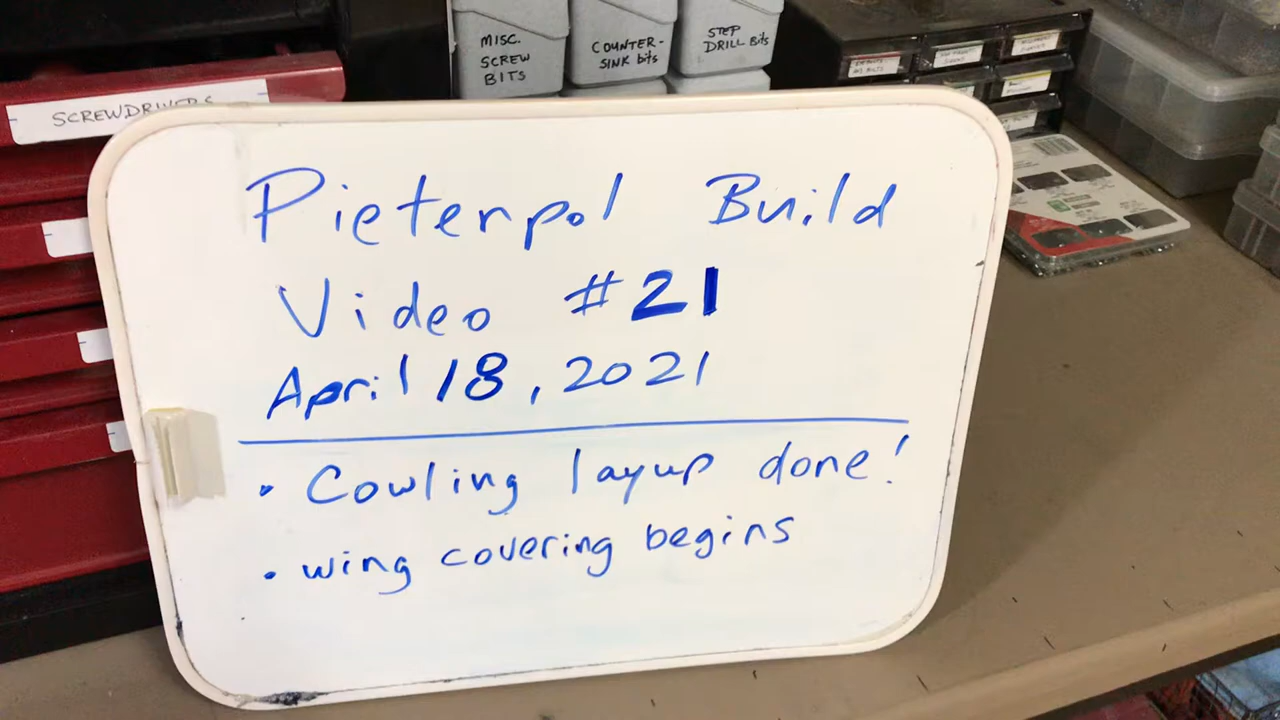 MISC.
SCREW
BITS
COUNTER-
SINK bits
STEP
DRILL Bits
SCREWDRIVERS
Pieterpol Build
Video #21
April 18, 2021
• Cowling layup done!
• wing covering begins